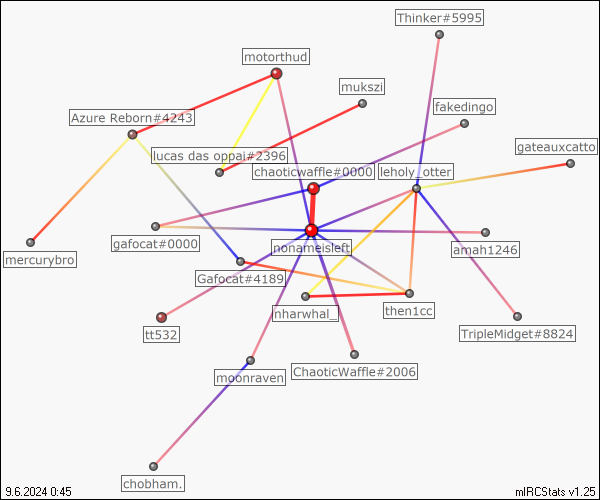 Thinker#5995
motorthud
mukszi
fakedingo
Azure Reborn#4243
gateauxcatto
lucas das oppai#2396
chaoticwaffle#0000
leholy_otter
gafocat#0000
nonameisleft
amah1246
mercurybro
Gafocat#4189
nharwhal_|
then1cc
tt532
TripleMidget#8824
moonraven
ChaoticWaffle#2006
chobham.
9.6.2024 0:45
mIRCStats v1.25